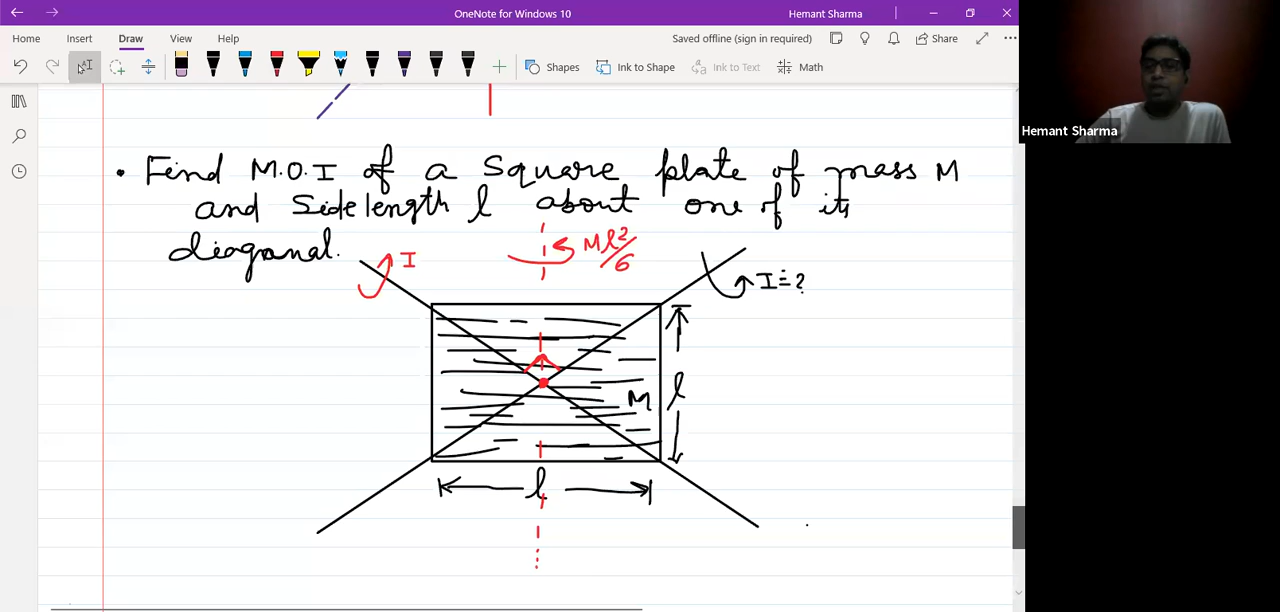 OneNote for Windows 10
Hemant Sharma
Home Insert Draw View Help
Saved offline (sign in required)
Share
Shapes
Ink to Shape
Ink to Text
Math
Hemant Sharma
• Find M.O.I of a Square plate of mass M
and Sidelength l about one of its
diagonal.
I
Ml²/6
I = ?
M
l
l